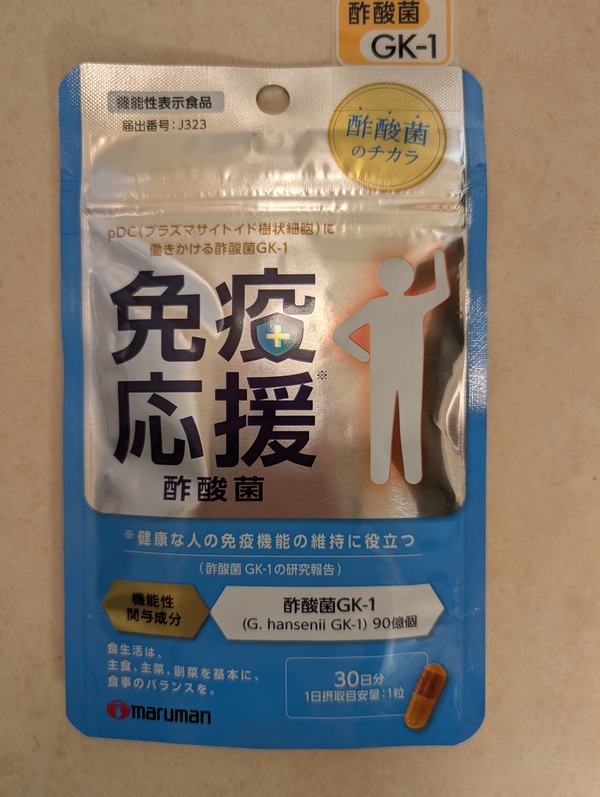 酢酸菌
GK-1
機能性表示食品
届出番号:J323
酢酸菌
のチカラ
pDC(プラズマサイトイド樹状細胞)に
働きかける酢酸菌GK-1
免疫
応援※
酢酸菌
※健康な人の免疫機能の維持に役立つ
(酢酸菌 GK-1の研究報告)
機能性
関与成分
酢酸菌GK-1
(G. hansenii GK-1) 90億個
食生活は、
主食、主菜、副菜を基本に、
食事のバランスを。
30日分
1日摂取目安量:1粒
maruman